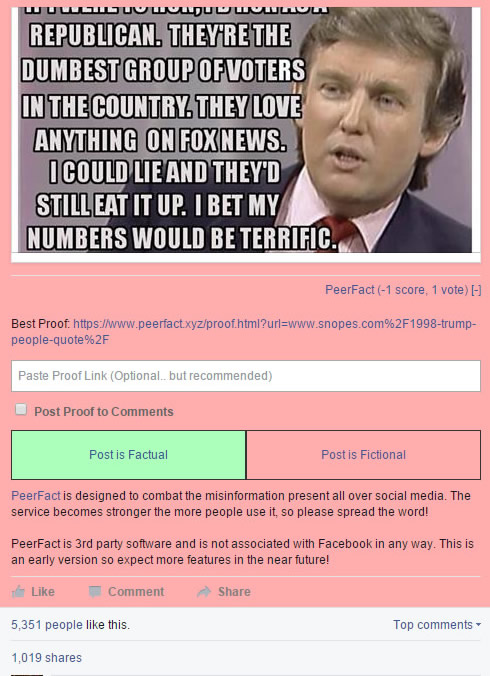 REPUBLICAN. THEY'RE THE
DUMBEST GROUP OF VOTERS
IN THE COUNTRY. THEY LOVE
ANYTHING ON FOX NEWS.
I COULD LIE AND THEY'D
STILL EAT IT UP. I BET MY
NUMBERS WOULD BE TERRIFIC.
PeerFact (-1 score, 1 vote) [-]
Best Proof: https://www.peerfact.xyz/proof.html?url=www.snopes.com%2F1998-trump-
people-quote%2F
Paste Proof Link (Optional.. but recommended)
Post Proof to Comments
Post is Factual
Post is Fictional
PeerFact is designed to combat the misinformation present all over social media. The
service becomes stronger the more people use it, so please spread the word!
PeerFact is 3rd party software and is not associated with Facebook in any way. This is
an early version so expect more features in the near future!
Like Comment Share
5,351 people like this.
Top comments
1,019 shares